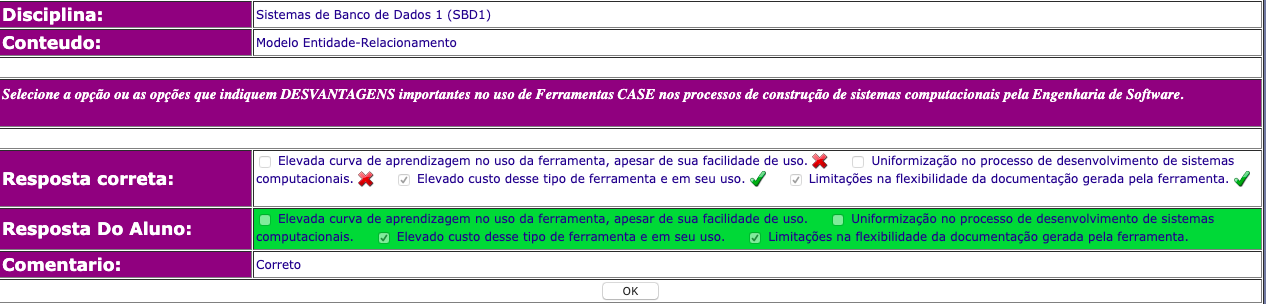 Disciplina: Sistemas de Banco de Dados 1 (SBD1)
Conteudo: Modelo Entidade-Relacionamento
Selecione a opção ou as opções que indiquem DESVANTAGENS importantes no uso de Ferramentas CASE nos processos de construção de sistemas computacionais pela Engenharia de Software.
Resposta correta:
Elevada curva de aprendizagem no uso da ferramenta, apesar de sua facilidade de uso. Uniformização no processo de desenvolvimento de sistemas
computacionais. Elevado custo desse tipo de ferramenta e em seu uso. Limitações na flexibilidade da documentação gerada pela ferramenta.
Resposta Do Aluno:
Elevada curva de aprendizagem no uso da ferramenta, apesar de sua facilidade de uso. Uniformização no processo de desenvolvimento de sistemas
computacionais. Elevado custo desse tipo de ferramenta e em seu uso. Limitações na flexibilidade da documentação gerada pela ferramenta.
Comentario: Correto
OK